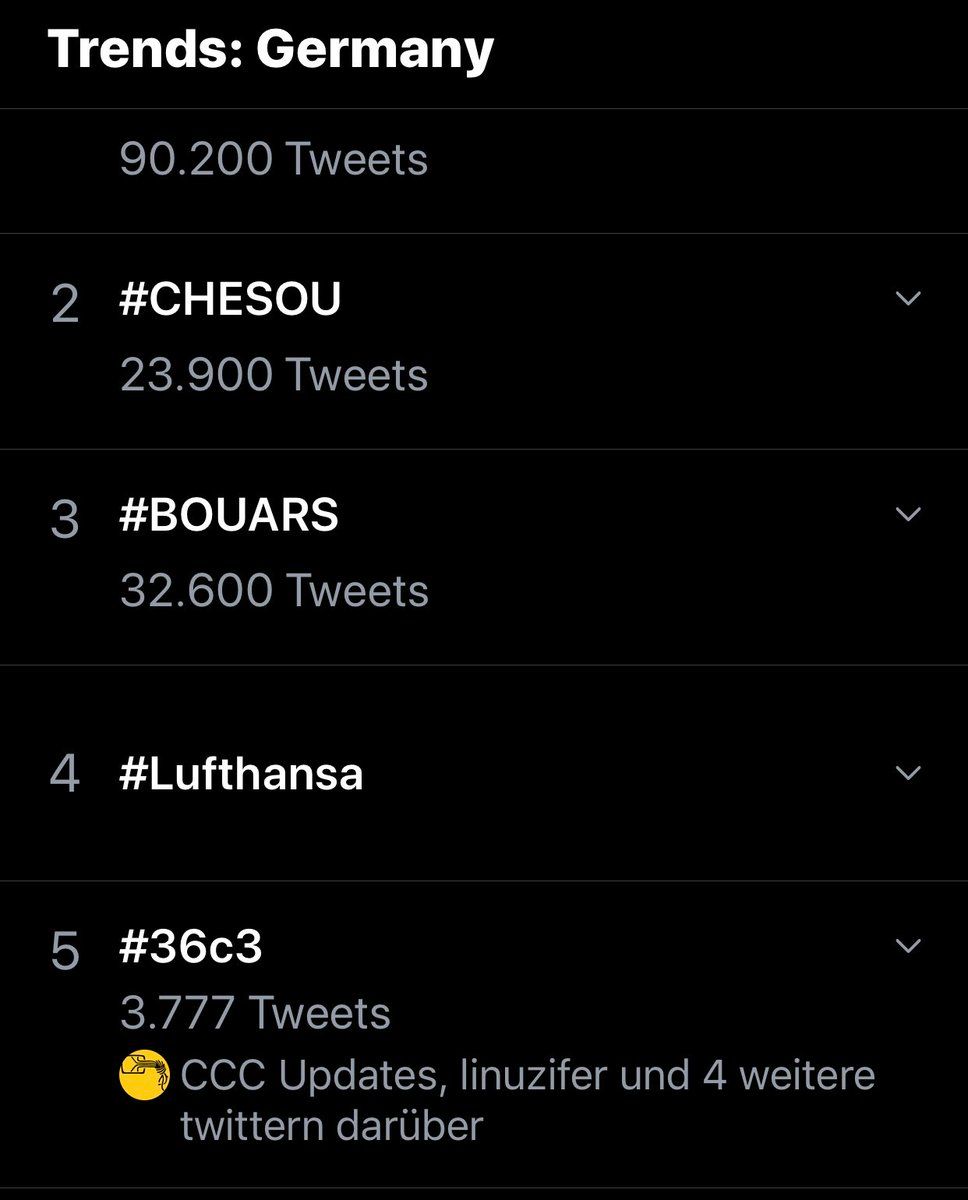 Trends: Germany
90.200 Tweets
2 #CHESOU
23.900 Tweets
3 #BOUARS
32.600 Tweets
4 #Lufthansa
5 #36c3
3.777 Tweets
CCC Updates, linuzifer und 4 weitere
twittern darüber